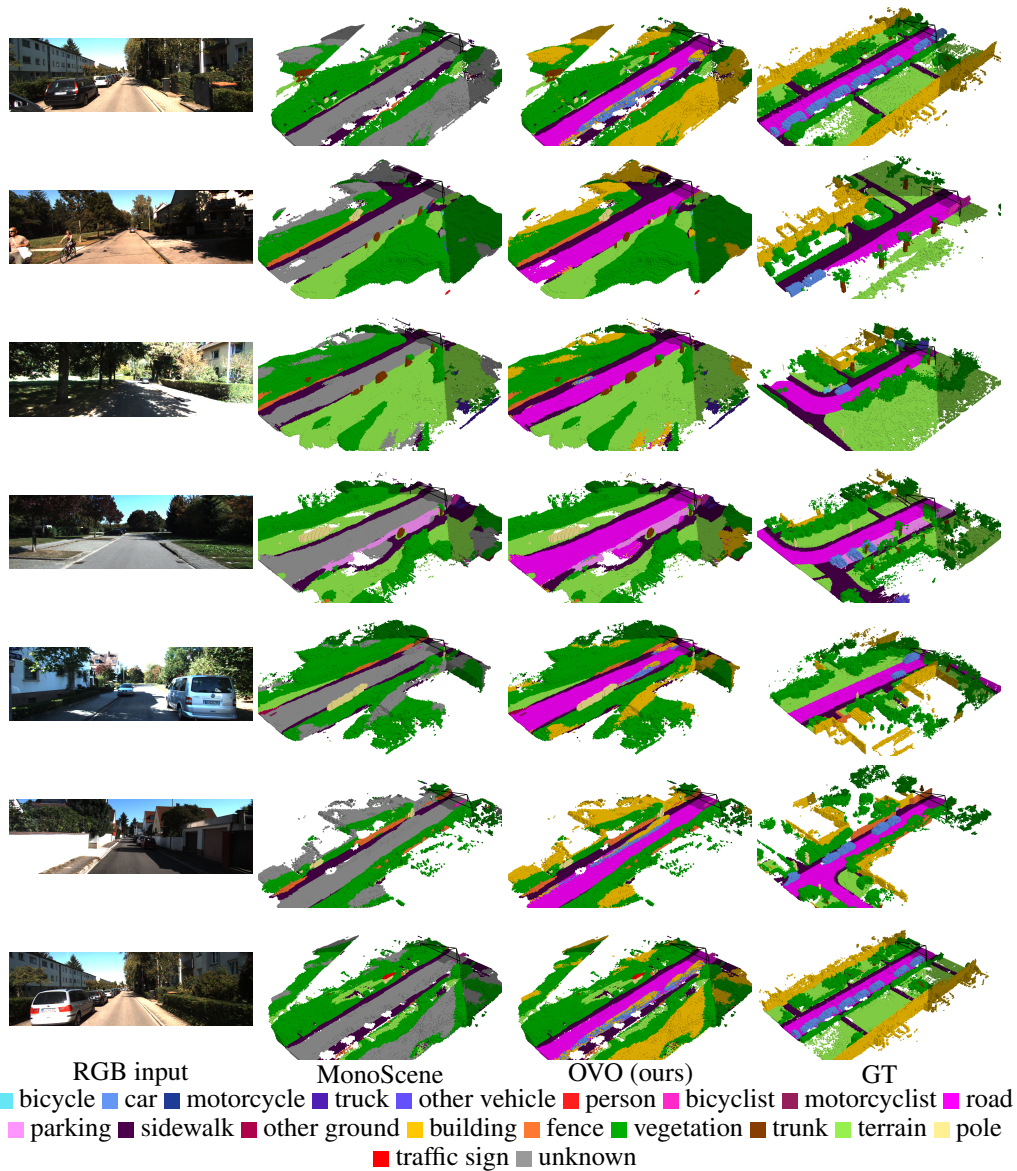 RGB input MonoScene OVO (ours) GT
bicycle car motorcycle truck other vehicle person bicyclist motorcyclist road
parking sidewalk other ground building fence vegetation trunk terrain pole
traffic sign unknown